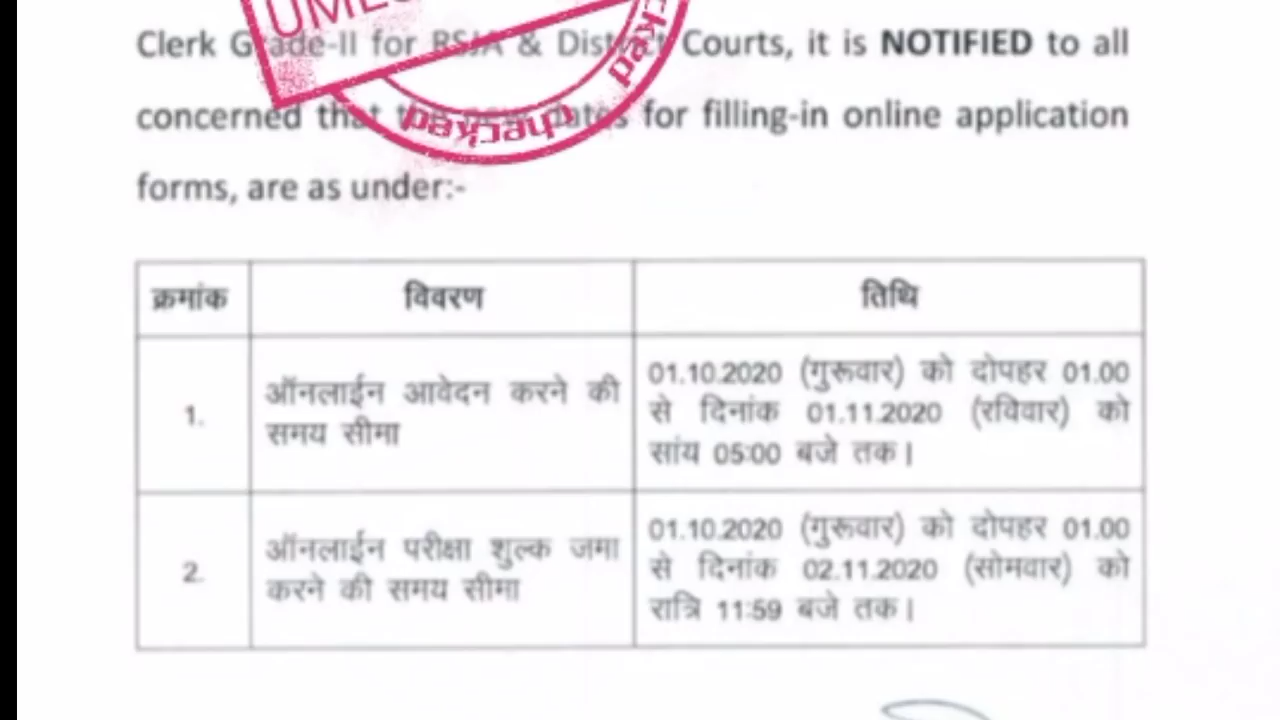 UME
Clerk Grade-II for RSJA & District Courts, it is NOTIFIED to all
concerned that the new dates for filling-in online application
checked
forms, are as under:-
क्रमांक विवरण तिथि
1. ऑनलाईन आवेदन करने की समय सीमा
01.10.2020 (गुरूवार) को दोपहर 01.00
से दिनांक 01.11.2020 (रविवार) को
सांय 05:00 बजे तक।
2. ऑनलाईन परीक्षा शुल्क जमा
करने की समय सीमा
01.10.2020 (गुरूवार) को दोपहर 01.00
से दिनांक 02.11.2020 (सोमवार) को
रात्रि 11:59 बजे तक।